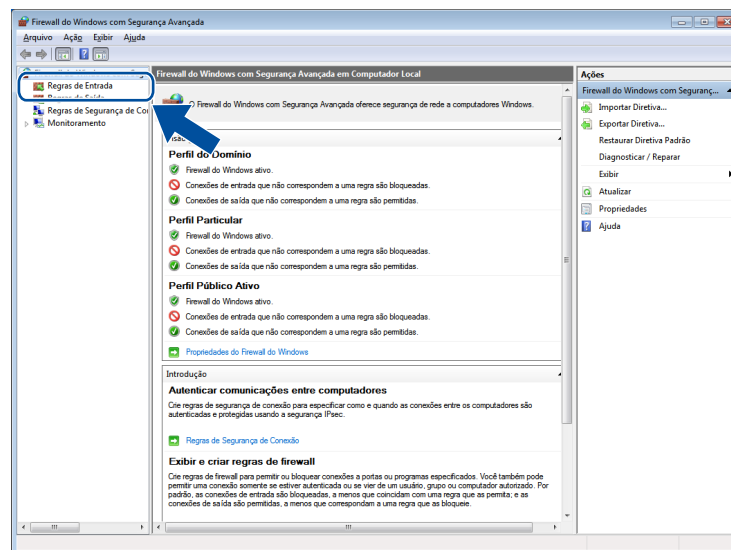 Firewall do Windows com Segurança Avançada
Arquivo Ação Exibir Ajuda
Regras de Entrada
Regras de Saída
Regras de Segurança de Con
Monitoramento
Firewall do Windows com Segurança Avançada em Computador Local
O Firewall do Windows com Segurança Avançada oferece segurança de rede a computadores Windows.
Perfil do Domínio
Firewall do Windows ativo.
Conexões de entrada que não correspondem a uma regra são bloqueadas.
Conexões de saída que não correspondem a uma regra são permitidas.
Perfil Particular
Firewall do Windows ativo.
Conexões de entrada que não correspondem a uma regra são bloqueadas.
Conexões de saída que não correspondem a uma regra são permitidas.
Perfil Público Ativo
Firewall do Windows ativo.
Conexões de entrada que não correspondem a uma regra são bloqueadas.
Conexões de saída que não correspondem a uma regra são permitidas.
Propriedades do Firewall do Windows
Introdução
Autenticar comunicações entre computadores
Crie regras de segurança de conexão para especificar como e quando as conexões entre os computadores são
autenticadas e protegidas usando a segurança IPsec.
Regras de Segurança de Conexão
Exibir e criar regras de firewall
Crie regras de firewall para permitir ou bloquear conexões a portas ou programas especificados. Você também pode
permitir uma conexão somente se estiver autenticada ou se vier de um usuário, grupo ou computador autorizado. Por
padrão, as conexões de entrada são bloqueadas, a menos que coincidam com uma regra que as permita; e as
conexões de saída são permitidas, a menos que correspondam a uma regra que as bloqueie.
Ações
Firewall do Windows com Seguranç...
Importar Diretiva...
Exportar Diretiva...
Restaurar Diretiva Padrão
Diagnosticar / Reparar
Exibir
Atualizar
Propriedades
Ajuda